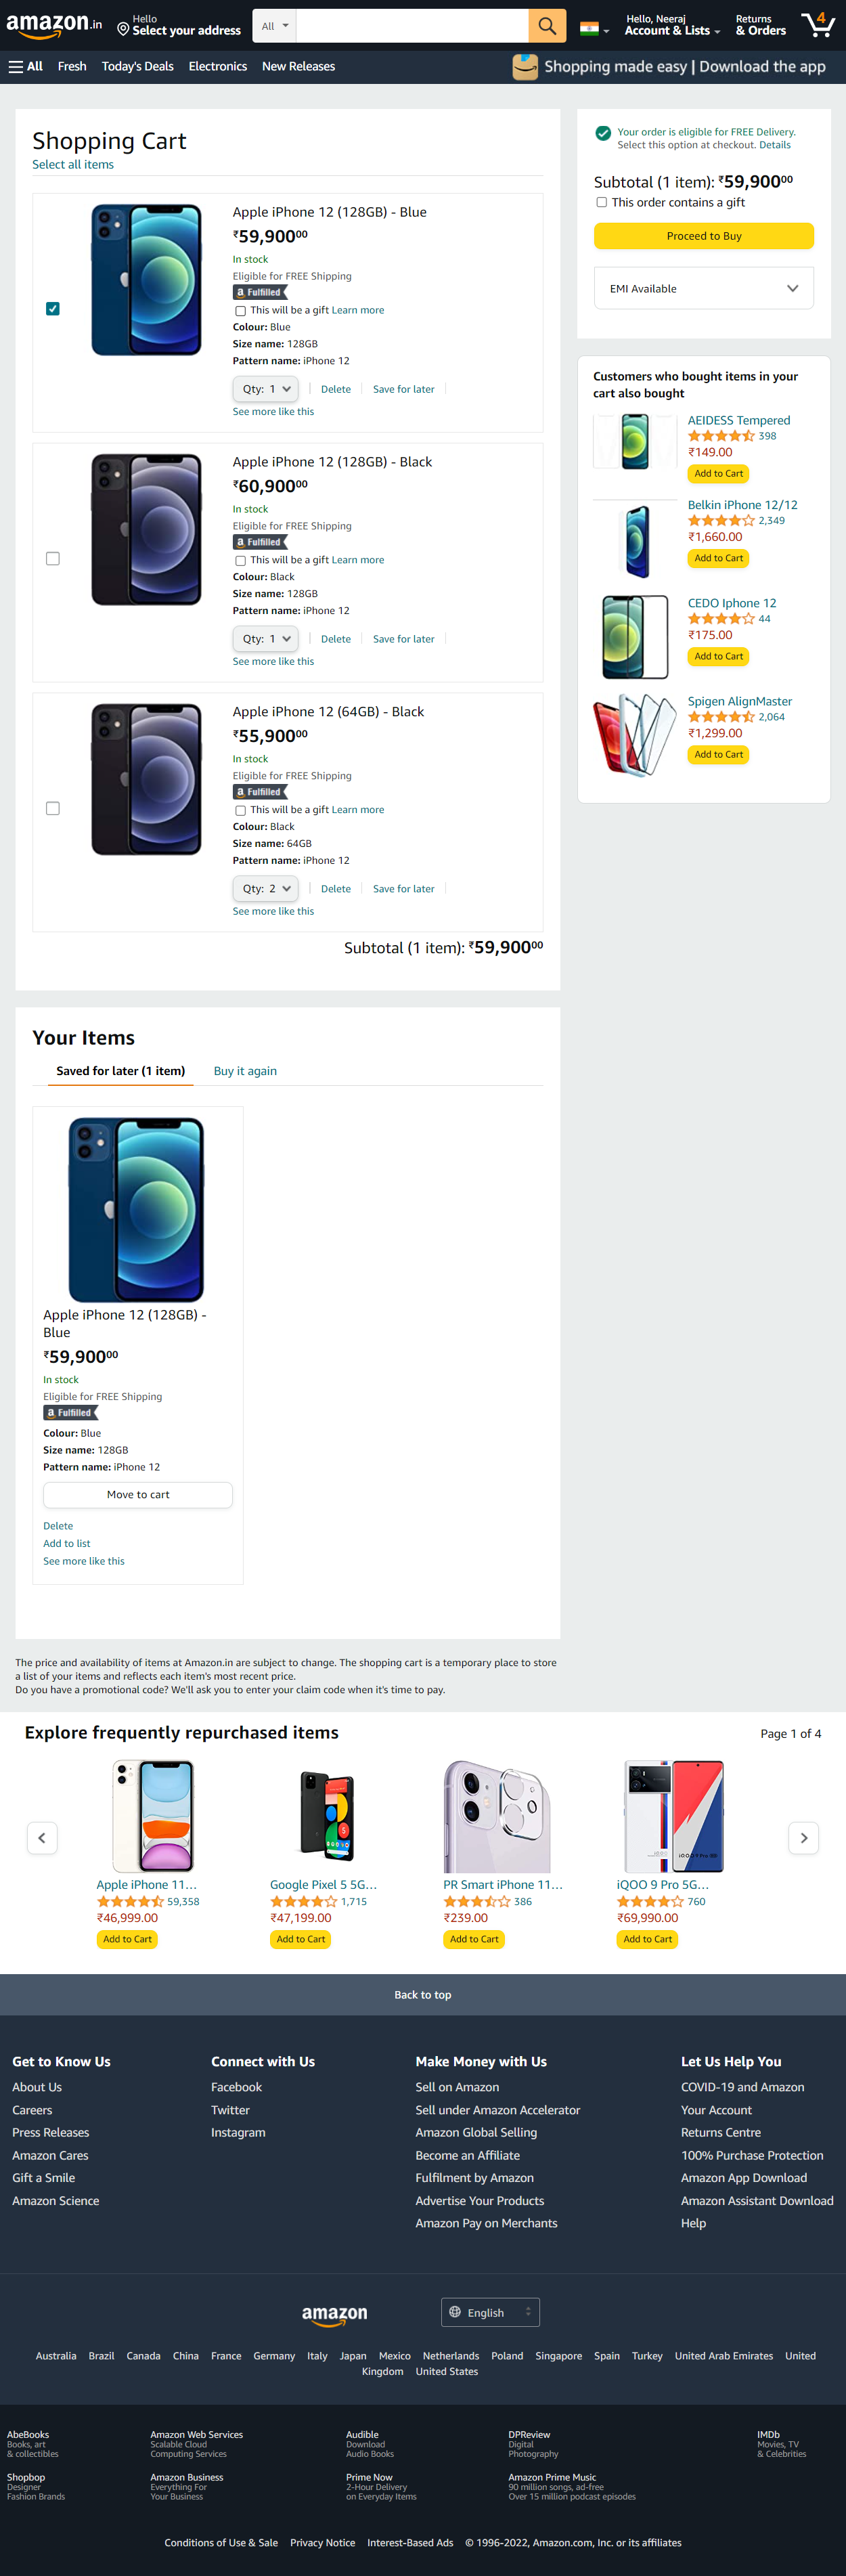 amazon.in
Hello
Select your address
All
Hello, Neeraj
Account & Lists
Returns
& Orders
4
All
Fresh
Today's Deals
Electronics
New Releases
Shopping made easy | Download the app
Shopping Cart
Select all items
Apple iPhone 12 (128GB) - Blue
₹59,90000
In stock
Eligible for FREE Shipping
a Fulfilled
This will be a gift Learn more
Colour: Blue
Size name: 128GB
Pattern name: iPhone 12
Qty: 1
Delete
Save for later
See more like this
Apple iPhone 12 (128GB) - Black
₹60,90000
In stock
Eligible for FREE Shipping
a Fulfilled
This will be a gift Learn more
Colour: Black
Size name: 128GB
Pattern name: iPhone 12
Qty: 1
Delete
Save for later
See more like this
Apple iPhone 12 (64GB) - Black
₹55,90000
In stock
Eligible for FREE Shipping
a Fulfilled
This will be a gift Learn more
Colour: Black
Size name: 64GB
Pattern name: iPhone 12
Qty: 2
Delete
Save for later
See more like this
Subtotal (1 item): ₹59,90000
Your order is eligible for FREE Delivery.
Select this option at checkout. Details
Subtotal (1 item): ₹59,90000
This order contains a gift
Proceed to Buy
EMI Available
Customers who bought items in your
cart also bought
AEIDESS Tempered
398
₹149.00
Add to Cart
Belkin iPhone 12/12
2,349
₹1,660.00
Add to Cart
CEDO Iphone 12
44
₹175.00
Add to Cart
Spigen AlignMaster
2,064
₹1,299.00
Add to Cart
Your Items
Saved for later (1 item)
Buy it again
Apple iPhone 12 (128GB) -
Blue
₹59,90000
In stock
Eligible for FREE Shipping
a Fulfilled
Colour: Blue
Size name: 128GB
Pattern name: iPhone 12
Move to cart
Delete
Add to list
See more like this
The price and availability of items at Amazon.in are subject to change. The shopping cart is a temporary place to store
a list of your items and reflects each item's most recent price.
Do you have a promotional code? We'll ask you to enter your claim code when it's time to pay.
Explore frequently repurchased items
Page 1 of 4
Apple iPhone 11…
59,358
₹46,999.00
Add to Cart
Google Pixel 5 5G…
1,715
₹47,199.00
Add to Cart
PR Smart iPhone 11…
386
₹239.00
Add to Cart
iQOO 9 Pro 5G…
760
₹69,990.00
Add to Cart
Back to top
Get to Know Us
About Us
Careers
Press Releases
Amazon Cares
Gift a Smile
Amazon Science
Connect with Us
Facebook
Twitter
Instagram
Make Money with Us
Sell on Amazon
Sell under Amazon Accelerator
Amazon Global Selling
Become an Affiliate
Fulfilment by Amazon
Advertise Your Products
Amazon Pay on Merchants
Let Us Help You
COVID-19 and Amazon
Your Account
Returns Centre
100% Purchase Protection
Amazon App Download
Amazon Assistant Download
Help
amazon
English
Australia Brazil Canada China France Germany Italy Japan Mexico Netherlands Poland Singapore Spain Turkey United Arab Emirates United
Kingdom United States
AbeBooks
Books, art
& collectibles
Amazon Web Services
Scalable Cloud
Computing Services
Audible
Download
Audio Books
DPReview
Digital
Photography
IMDb
Movies, TV
& Celebrities
Shopbop
Designer
Fashion Brands
Amazon Business
Everything For
Your Business
Prime Now
2-Hour Delivery
on Everyday Items
Amazon Prime Music
90 million songs, ad-free
Over 15 million podcast episodes
Conditions of Use & Sale Privacy Notice Interest-Based Ads © 1996-2022, Amazon.com, Inc. or its affiliates